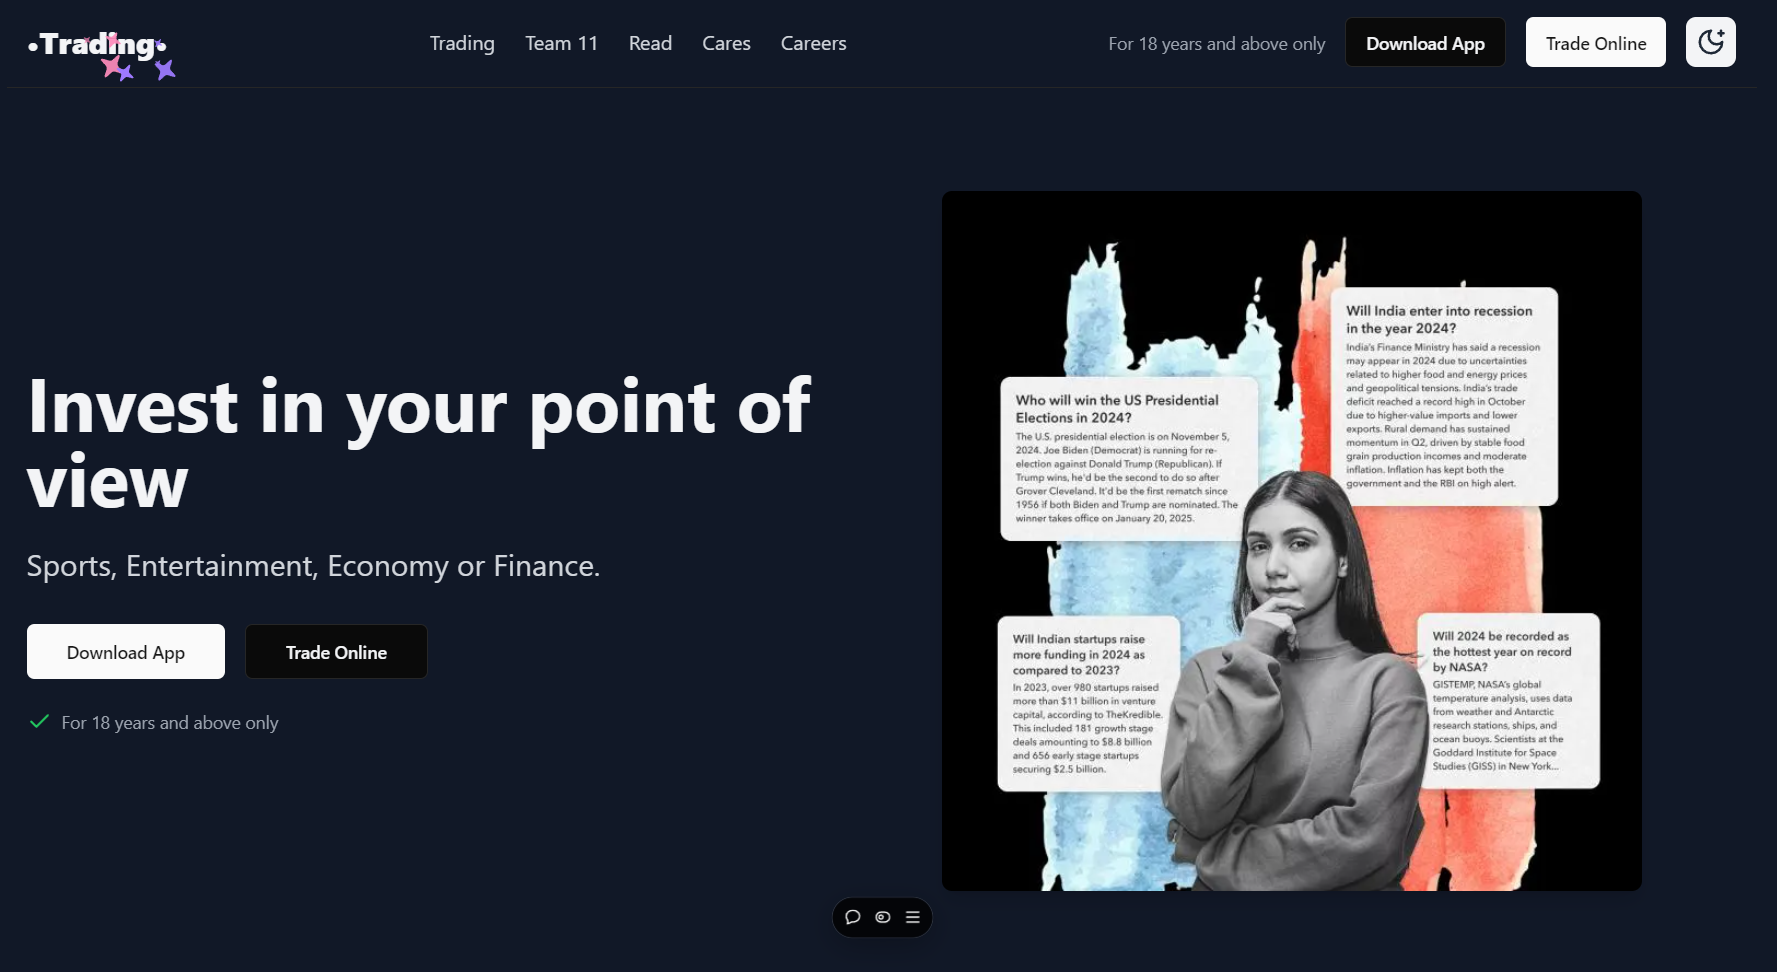 •Trading•
Trading
Team 11
Read
Cares
Careers
For 18 years and above only
Download App
Trade Online
Invest in your point of
view
Sports, Entertainment, Economy or Finance.
Download App
Trade Online
For 18 years and above only
Will India enter into recession
in the year 2024?
India's Finance Ministry has said a recession
may appear in 2024 due to uncertainties
related to higher food and energy prices
and geopolitical tensions. India's trade
deficit reached a record high in October
due to higher-value imports and lower
exports. Rural demand has sustained
momentum in Q2, driven by stable food
grain production incomes and moderate
inflation. Inflation has kept both the
government and the RBI on high alert.
Who will win the US Presidential
Elections in 2024?
The U.S. presidential election is on November 5,
2024. Joe Biden (Democrat) is running for re-
election against Donald Trump (Republican). If
Trump wins, he'd be the second to do so after
Grover Cleveland. It'd be the first rematch since
1956 if both Biden and Trump are nominated. The
winner takes office on January 20, 2025.
Will Indian startups raise
more funding in 2024 as
compared to 2023?
In 2023, over 980 startups raised
more than $11 billion in venture
capital, according to TheKredible.
This included 181 growth stage
deals amounting to $8.8 billion
and 656 early stage startups
securing $2.5 billion.
Will 2024 be recorded as
the hottest year on record
by NASA?
GISTEMP, NASA's global
temperature analysis, uses data
from weather and Antarctic
research stations, ships, and
ocean buoys. Scientists at the
Goddard Institute for Space
Studies (GISS) in New York...